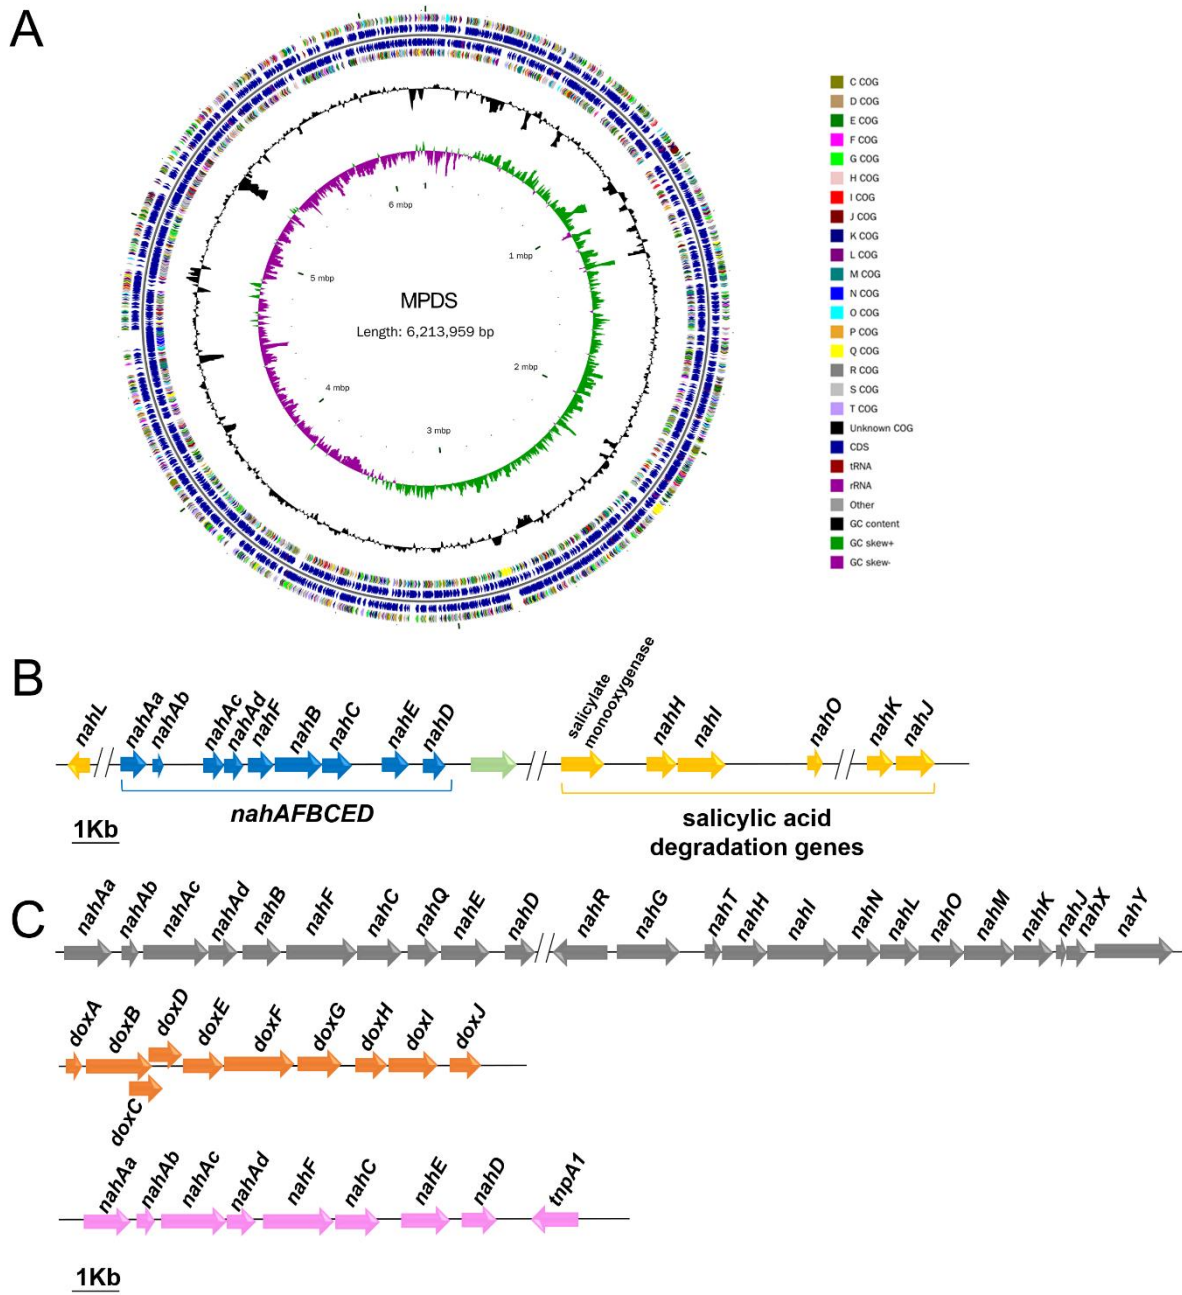 A
6 mbp
1 mbp
5 mbp
MPDS
Length: 6,213,959 bp
2 mbp
4 mbp
3 mbp
C COG
D COG
E COG
F COG
G COG
H COG
I COG
J COG
K COG
L COG
M COG
N COG
O COG
P COG
Q COG
R COG
S COG
T COG
Unknown COG
CDS
tRNA
rRNA
Other
GC content
GC skew+
GC skew-
B
nahL
nahAa
nahAb
nahAc
nahAd
nahF
nahB
nahC
nahE
nahD
salicylate
monooxygenase
nahH
nahI
nahO
nahK
nahJ
nahAFBCED
salicylic acid
degradation genes
1Kb
C
nahAa
nahAb
nahAc
nahAd
nahB
nahF
nahC
nahQ
nahE
nahD
nahR
nahG
nahT
nahH
nahI
nahN
nahL
nahO
nahM
nahK
nahJ
nahX
nahY
doxA
doxB
doxC
doxD
doxE
doxF
doxG
doxH
doxI
doxJ
nahAa
nahAb
nahAc
nahAd
nahF
nahC
nahE
nahD
tnpA1
1Kb